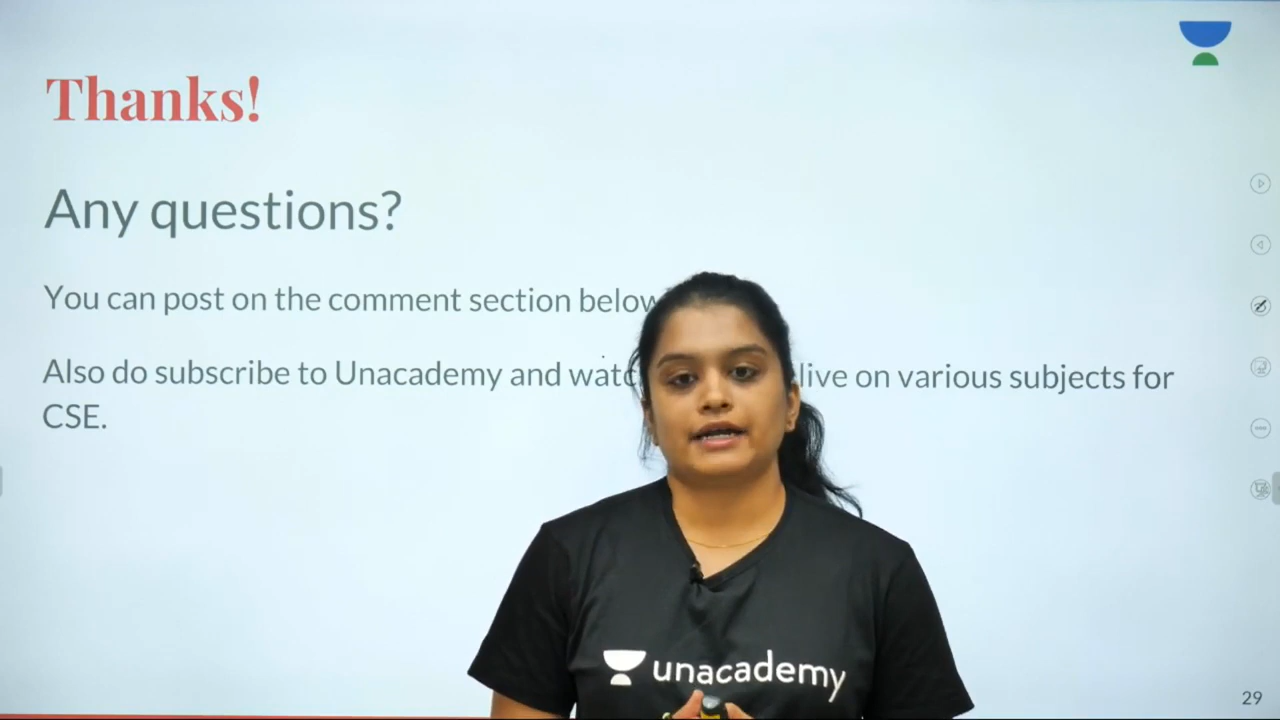 Thanks!
Any questions?
You can post on the comment section below
Also do subscribe to Unacademy and watc live on various subjects for
CSE.
unacademy
29